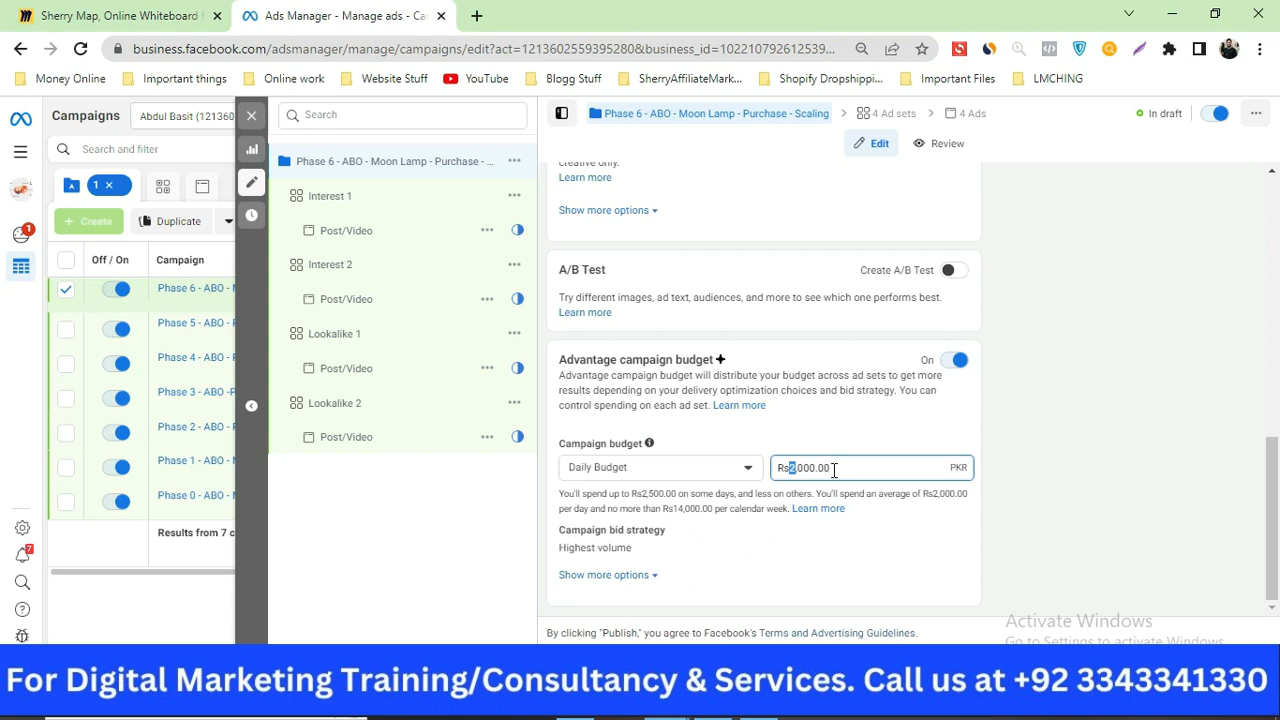 Sherry Map, Online Whiteboard f
Ads Manager - Manage ads - Ca
business.facebook.com/adsmanager/manage/campaigns/edit?act=1213602559395280&business_id=102210792612539...
Money Online
Important things
Online work
Website Stuff
YouTube
Blogg Stuff
SherryAffiliateMark...
Shopify Dropshippi...
Important Files
LMCHING
Campaigns
Abdul Basit (121360
Search and filter
1
+ Create
Duplicate
Off / On
Campaign
Phase 6 - ABO - M
Phase 5 - ABO - F
Phase 4 - ABO - P
Phase 3 - ABO -P
Phase 2 - ABO -
Phase 1 - ABO -
Phase 0 - ABO -
Results from 7 c
1
7
Search
Phase 6 - ABO - Moon Lamp - Purchase - ...
Interest 1
Post/Video
Interest 2
Post/Video
Lookalike 1
Post/Video
Lookalike 2
Post/Video
Phase 6 - ABO - Moon Lamp - Purchase - Scaling
4 Ad sets
4 Ads
In draft
Edit
Review
creative only.
Learn more
Show more options
A/B Test
Create A/B Test
Try different images, ad text, audiences, and more to see which one performs best.
Learn more
Advantage campaign budget
On
Advantage campaign budget will distribute your budget across ad sets to get more
results depending on your delivery optimization choices and bid strategy. You can
control spending on each ad set. Learn more
Campaign budget
Daily Budget
Rs2,000.00
PKR
You'll spend up to Rs2,500.00 on some days, and less on others. You'll spend an average of Rs2,000.00
per day and no more than Rs14,000.00 per calendar week. Learn more
Campaign bid strategy
Highest volume
Show more options
Activate Windows
Go to Settings to activate Windows.
By clicking "Publish," you agree to Facebook's Terms and Advertising Guidelines.
For Digital Marketing Training/Consultancy & Services. Call us at +92 3343341330